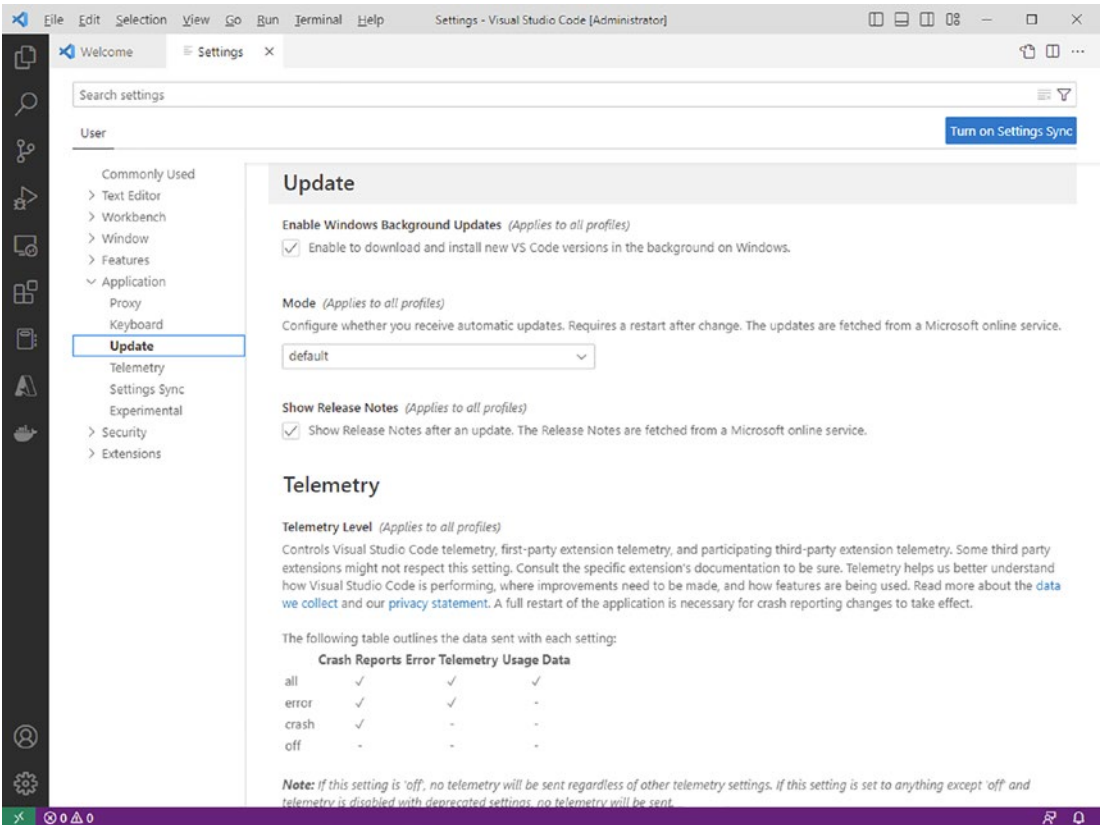 File Edit Selection View Go Run Terminal Help Settings - Visual Studio Code [Administrator]
Welcome Settings
Search settings
User Turn on Settings Sync
Commonly Used
Text Editor
Workbench
Window
Features
Application
Proxy
Keyboard
Update
Telemetry
Settings Sync
Experimental
Security
Extensions
Update
Enable Windows Background Updates (Applies to all profiles)
Enable to download and install new VS Code versions in the background on Windows.
Mode (Applies to all profiles)
Configure whether you receive automatic updates. Requires a restart after change. The updates are fetched from a Microsoft online service.
default
Show Release Notes (Applies to all profiles)
Show Release Notes after an update. The Release Notes are fetched from a Microsoft online service.
Telemetry
Telemetry Level (Applies to all profiles)
Controls Visual Studio Code telemetry, first-party extension telemetry, and participating third-party extension telemetry. Some third party
extensions might not respect this setting. Consult the specific extension's documentation to be sure. Telemetry helps us better understand
how Visual Studio Code is performing, where improvements need to be made, and how features are being used. Read more about the data
we collect and our privacy statement. A full restart of the application is necessary for crash reporting changes to take effect.
The following table outlines the data sent with each setting:
Crash Reports Error Telemetry Usage Data
all ✓ ✓ ✓
error ✓ ✓ -
crash ✓ - -
off - - -
Note: If this setting is 'off', no telemetry will be sent regardless of other telemetry settings. If this setting is set to anything except 'off' and
telemetry is disabled with deprecated settings, no telemetry will be sent.
0 0